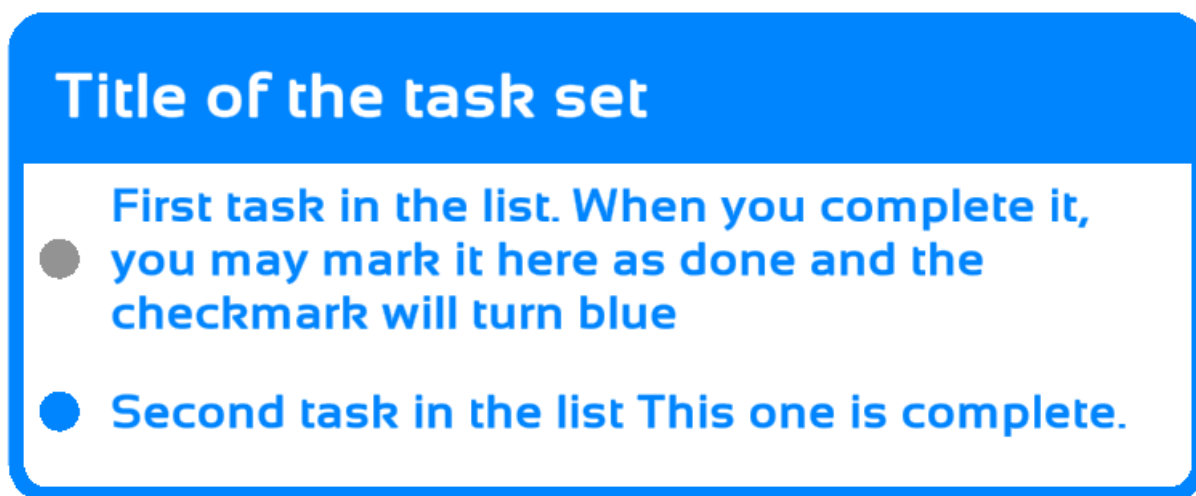 Title of the task set
First task in the list. When you complete it,
you may mark it here as done and the
checkmark will turn blue
Second task in the list This one is complete.